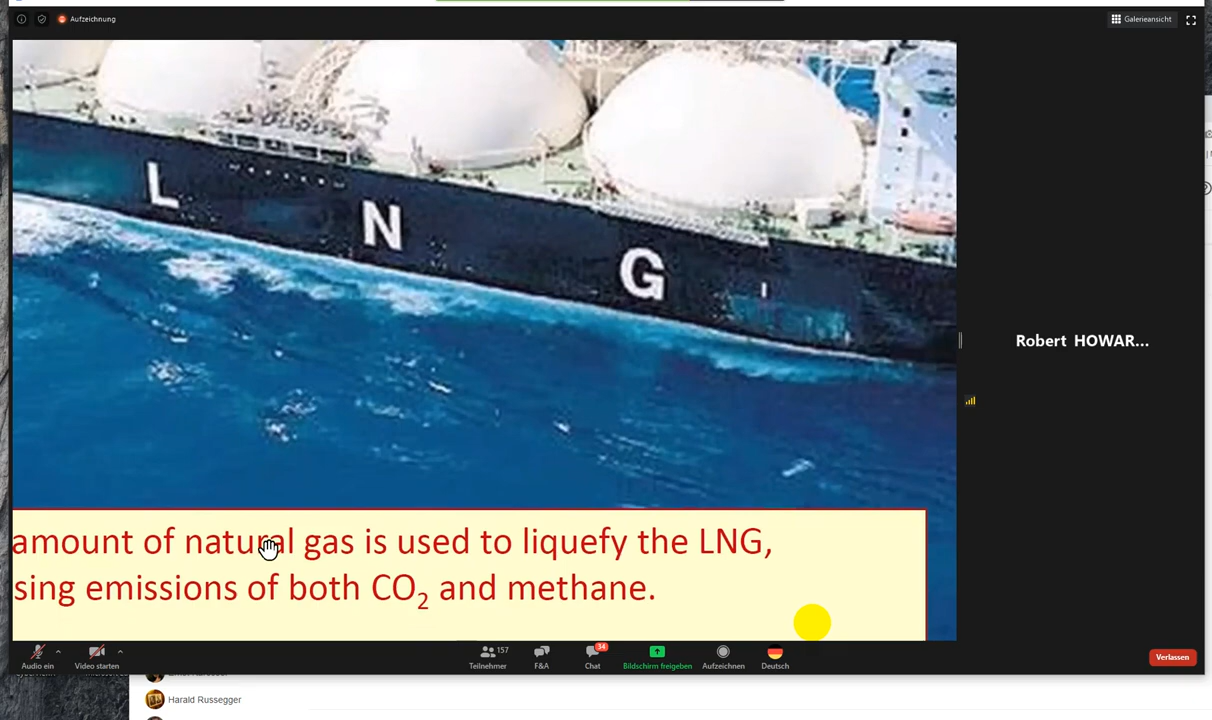 Aufzeichnung
Galerieansicht
L N G
Robert HOWAR...
amount of natural gas is used to liquefy the LNG,
sing emissions of both CO₂ and methane.
Audio ein
Video starten
157
Teilnehmer
F&A
34
Chat
Bildschirm freigeben
Aufzeichnen
Deutsch
Verlassen
Harald Russegger